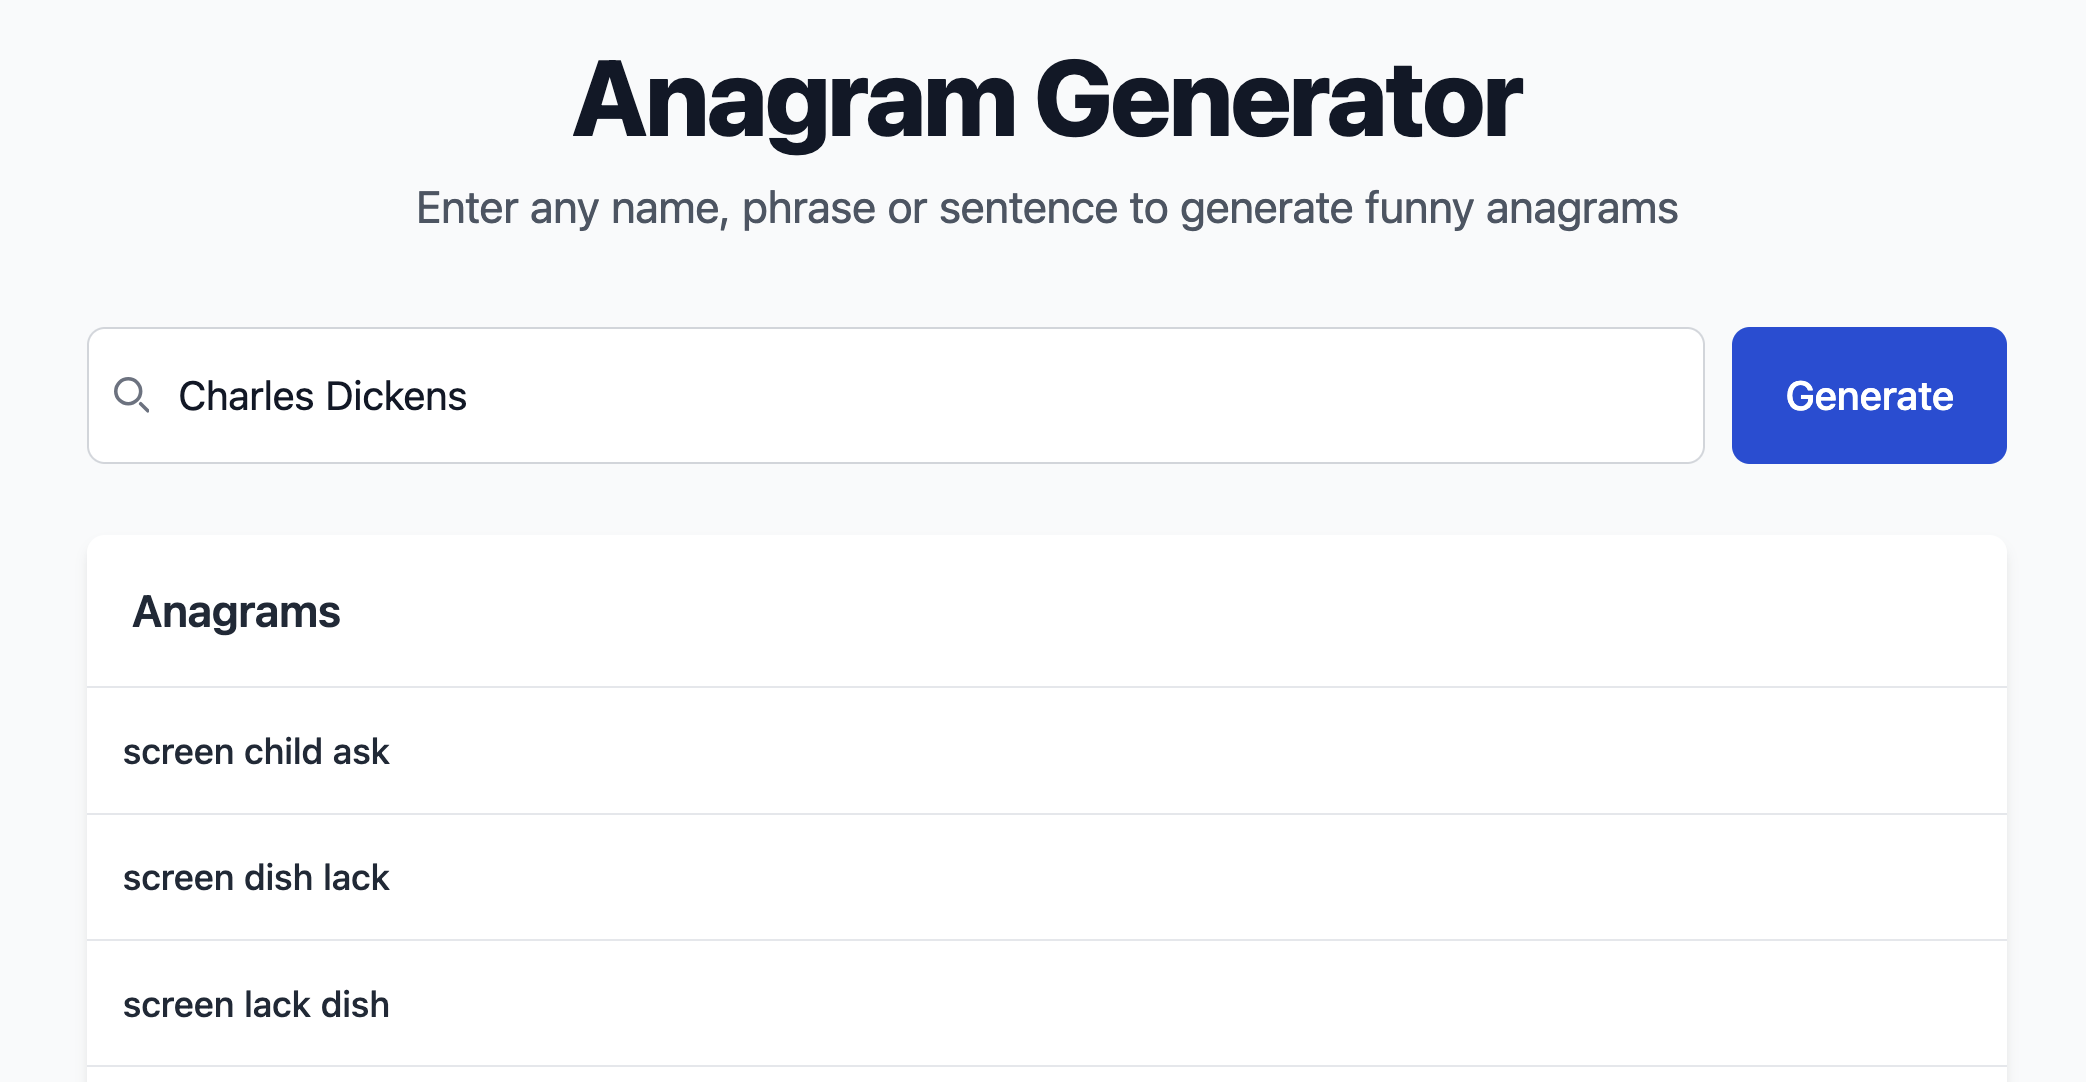 Anagram Generator
Enter any name, phrase or sentence to generate funny anagrams
Charles Dickens
Generate
Anagrams
screen child ask
screen dish lack
screen lack dish